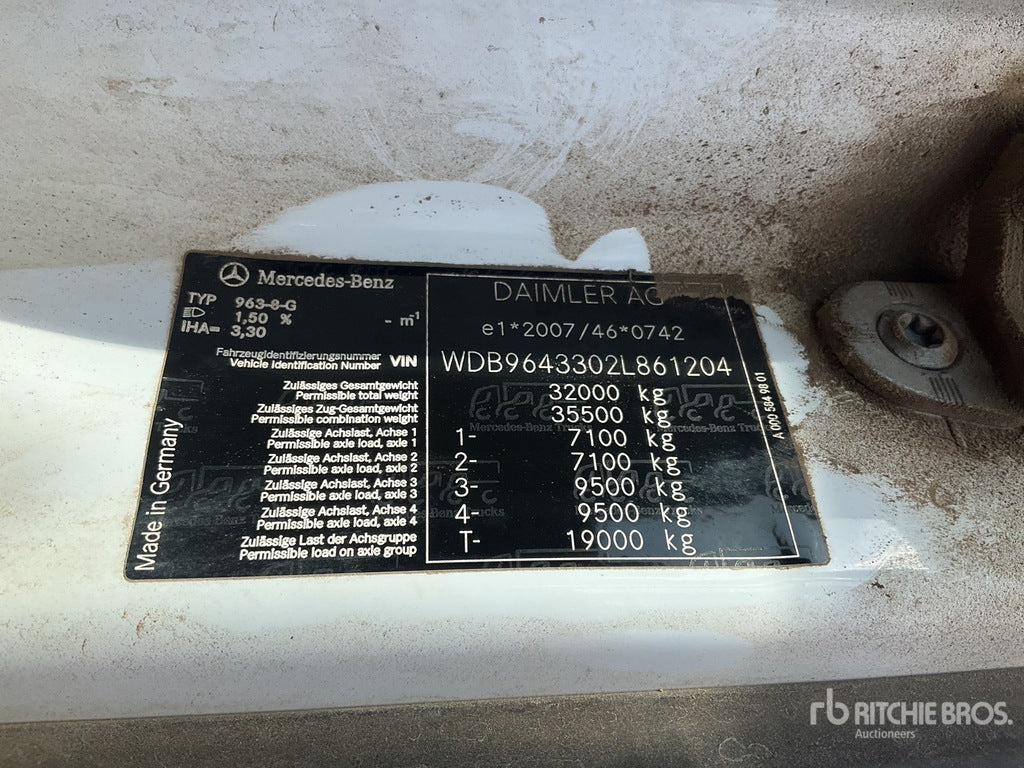 Mercedes-Benz
TYP 963-8-G
1,50 % - m-1
IHA= 3,30
DAIMLER AG
e1*2007/46*0742
Fahrzeugidentifizierungsnummer
Vehicle Identification Number VIN WDB9643302L861204
Zulässiges Gesamtgewicht
Permissible total weight 32000 kg
Zulässiges Zug-Gesamtgewicht
Permissible combination weight 35500 kg
Zulässige Achslast, Achse 1
Permissible axle load, axle 1 1- 7100 kg
Zulässige Achslast, Achse 2
Permissible axle load, axle 2 2- 7100 kg
Zulässige Achslast, Achse 3
Permissible axle load, axle 3 3- 9500 kg
Zulässige Achslast, Achse 4
Permissible axle load, axle 4 4- 9500 kg
Zulässige Last der Achsgruppe
Permissible load on axle group T- 19000 kg
Made in Germany
A 000 584 98 01
Mercedes-Benz Trucks
rb RITCHIE BROS.
Auctioneers